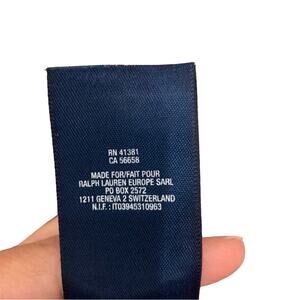 RN 41381
CA 56658
MADE FOR/FAIT POUR
RALPH LAUREN EUROPE SARL
PO BOX 2572
1211 GENEVA 2 SWITZERLAND
N.I.F. : IT03945310963